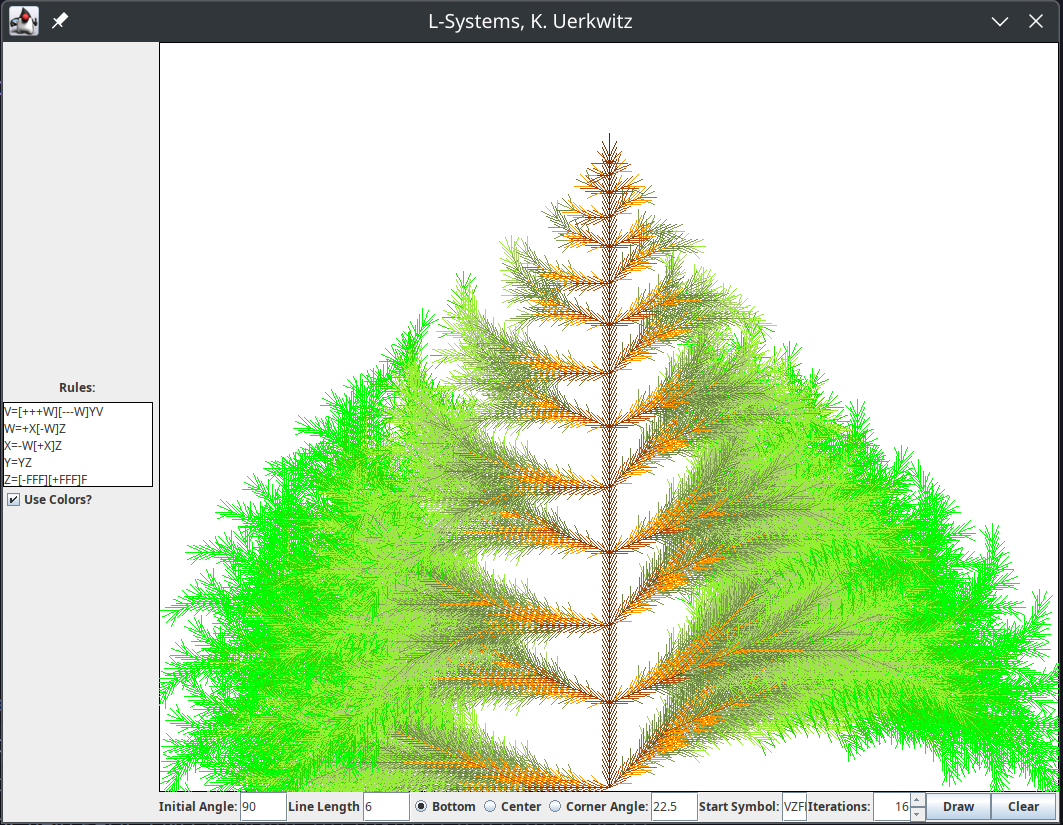 L-Systems, K. Uerkwitz
Rules:
V=[+++W][---W]YV
W=+X[-W]Z
X=-W[+X]Z
Y=YZ
Z=[-FFF][+FFF]F
Use Colors?
Initial Angle: 90 Line Length 6 Bottom Center Corner Angle: 22.5 Start Symbol: VZF Iterations: 16 Draw Clear